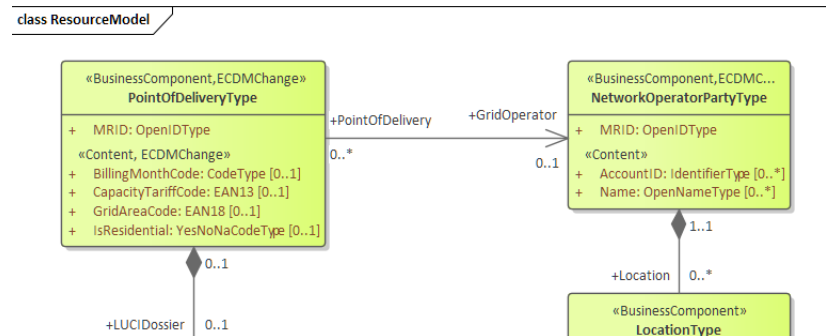 class ResourceModel
«BusinessComponent,ECDMChange»
PointOfDeliveryType
+ MRID: OpenIDType
«Content, ECDMChange»
+ BillingMonthCode: CodeType [0..1]
+ CapacityTariffCode: EAN13 [0..1]
+ GridAreaCode: EAN18 [0..1]
+ IsResidential: YesNoNaCodeType [0..1]
+PointOfDelivery
0..*
+GridOperator
0..1
«BusinessComponent,ECDMC...
NetworkOperatorPartyType
+ MRID: OpenIDType
«Content»
+ AccountID: IdentifierType [0..*]
+ Name: OpenNameType [0..*]
0..1
+LUCIDossier 0..1
1..1
+Location 0..*
«BusinessComponent»
LocationType